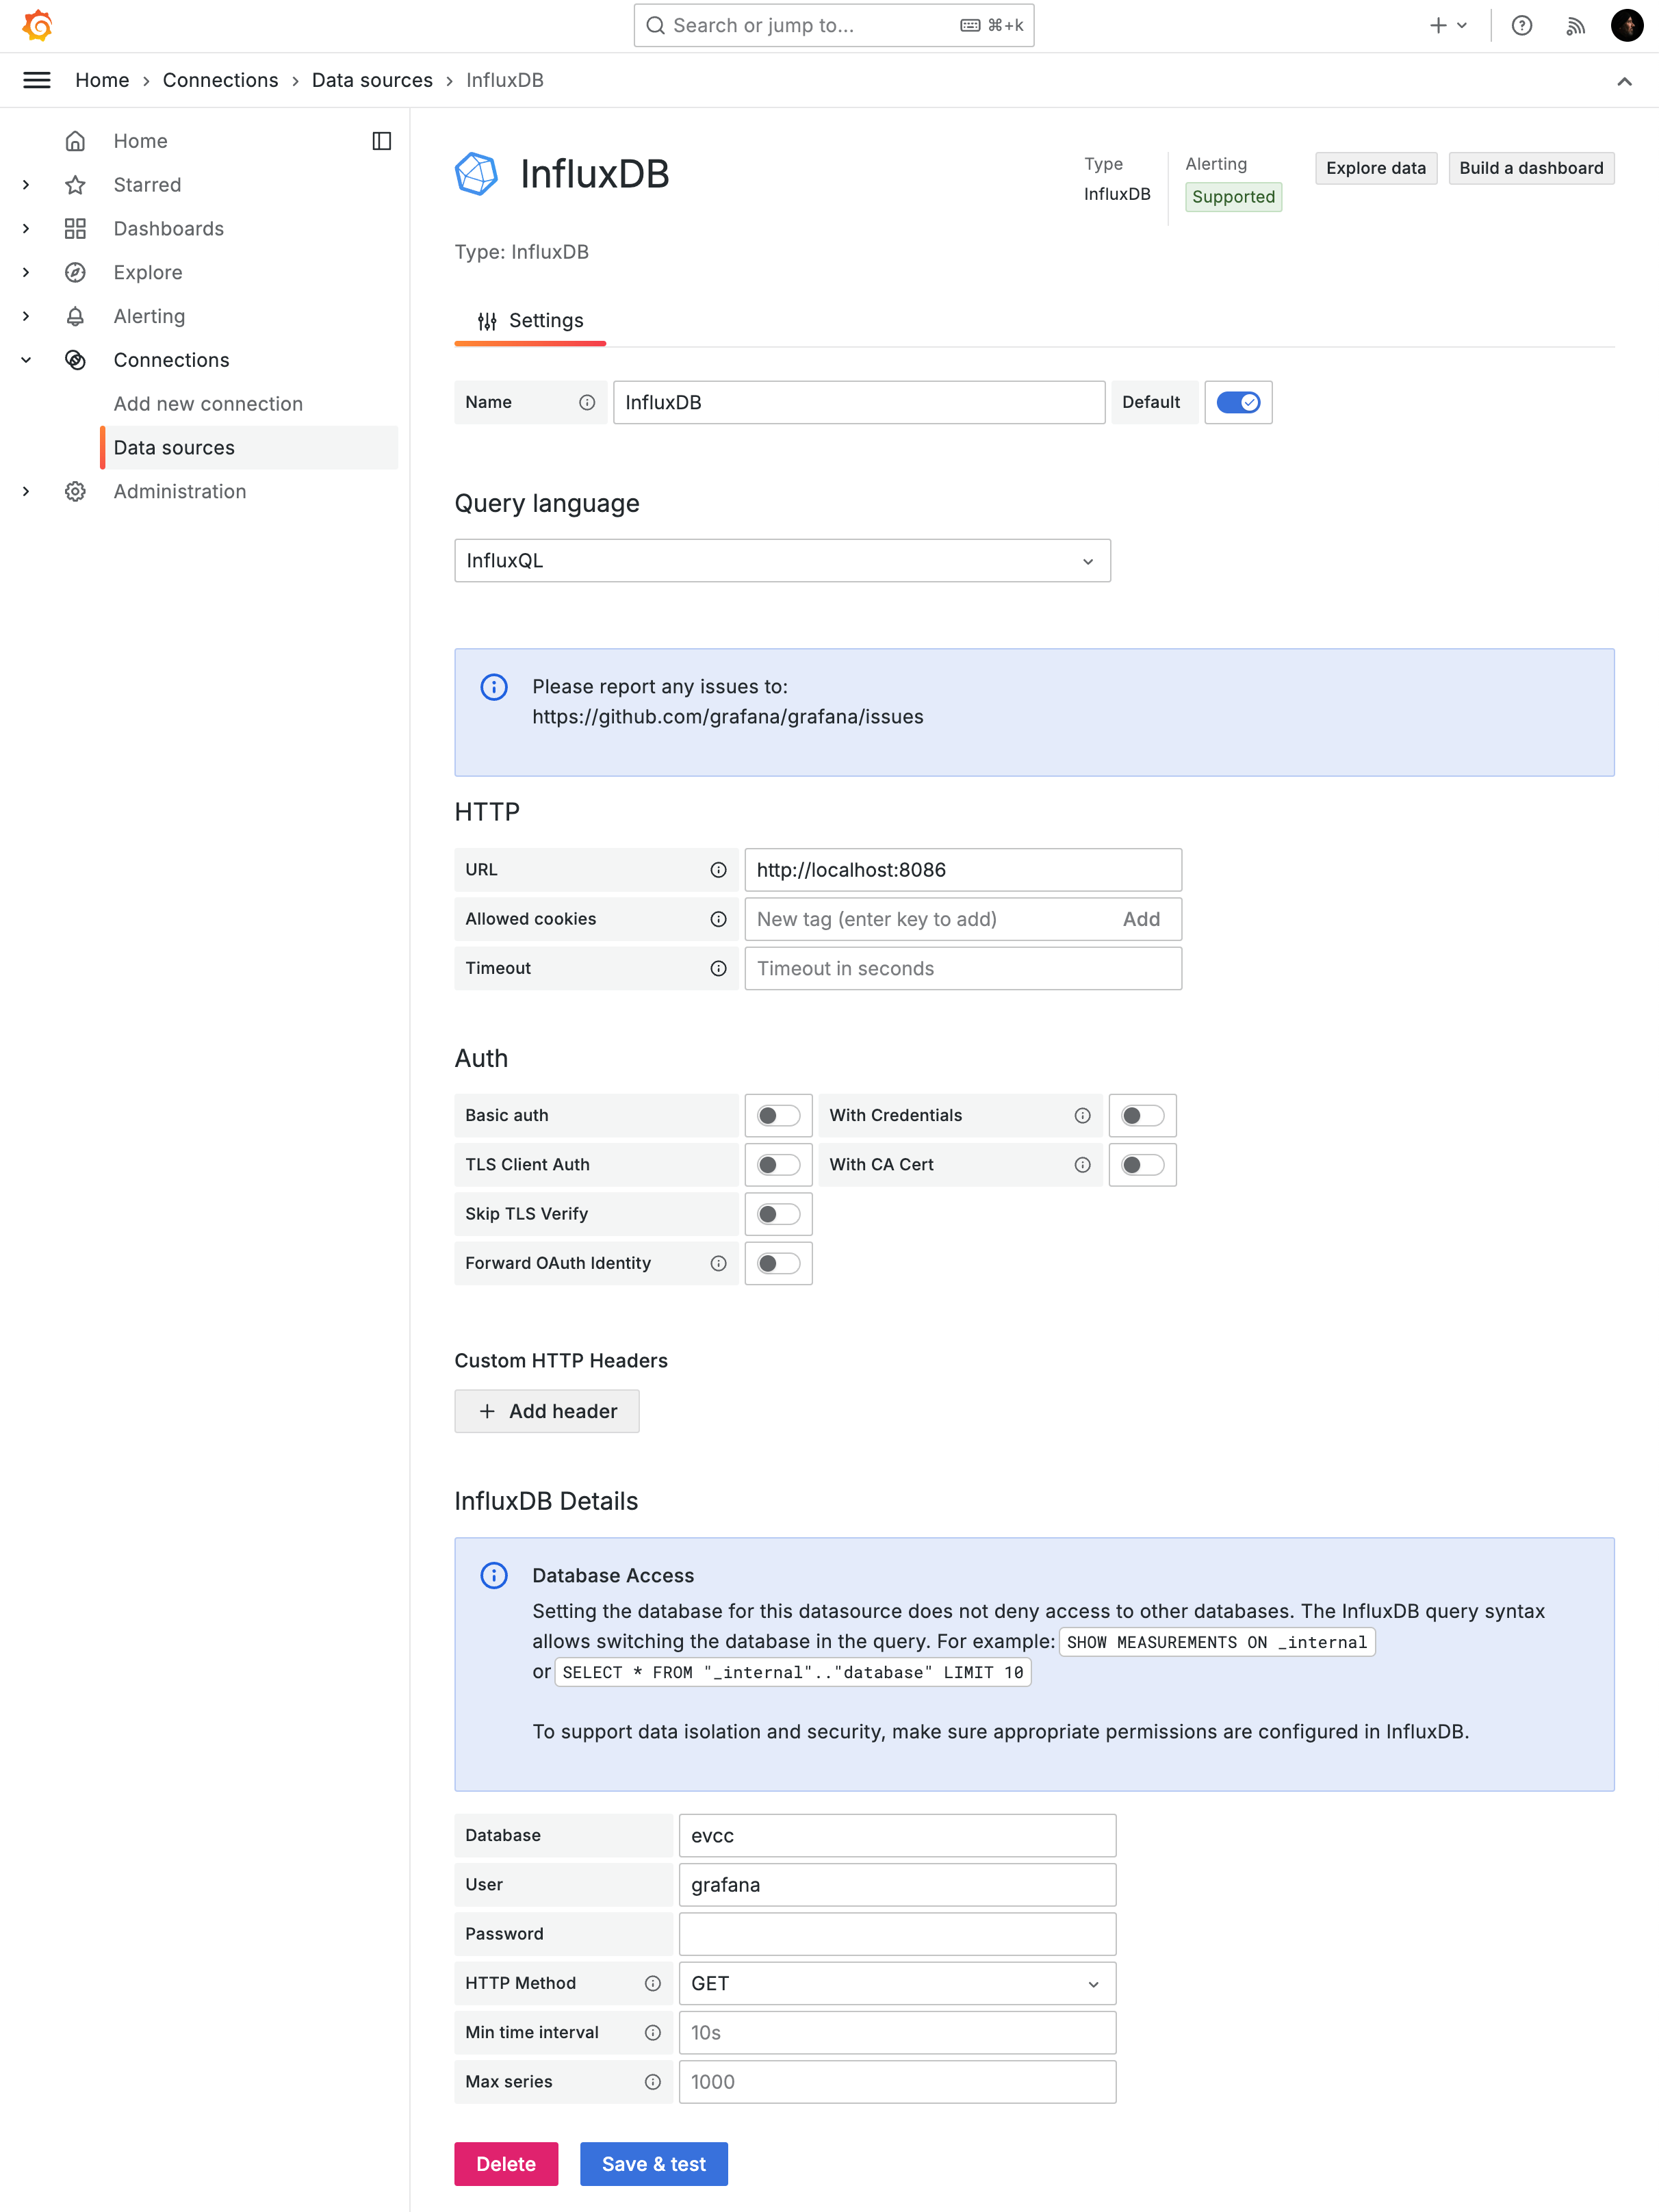 Search or jump to...
⌘+k
Home › Connections › Data sources › InfluxDB
Home
Starred
Dashboards
Explore
Alerting
Connections
Add new connection
Data sources
Administration
InfluxDB
Type
InfluxDB
Alerting
Supported
Explore data
Build a dashboard
Type: InfluxDB
Settings
Name
InfluxDB
Default
Query language
InfluxQL
Please report any issues to:
https://github.com/grafana/grafana/issues
HTTP
URL
http://localhost:8086
Allowed cookies
New tag (enter key to add)
Add
Timeout
Timeout in seconds
Auth
Basic auth
With Credentials
TLS Client Auth
With CA Cert
Skip TLS Verify
Forward OAuth Identity
Custom HTTP Headers
+ Add header
InfluxDB Details
Database Access
Setting the database for this datasource does not deny access to other databases. The InfluxDB query syntax
allows switching the database in the query. For example: SHOW MEASUREMENTS ON _internal
or SELECT * FROM "_internal".."database" LIMIT 10
To support data isolation and security, make sure appropriate permissions are configured in InfluxDB.
Database
evcc
User
grafana
Password
HTTP Method
GET
Min time interval
10s
Max series
1000
Delete
Save & test